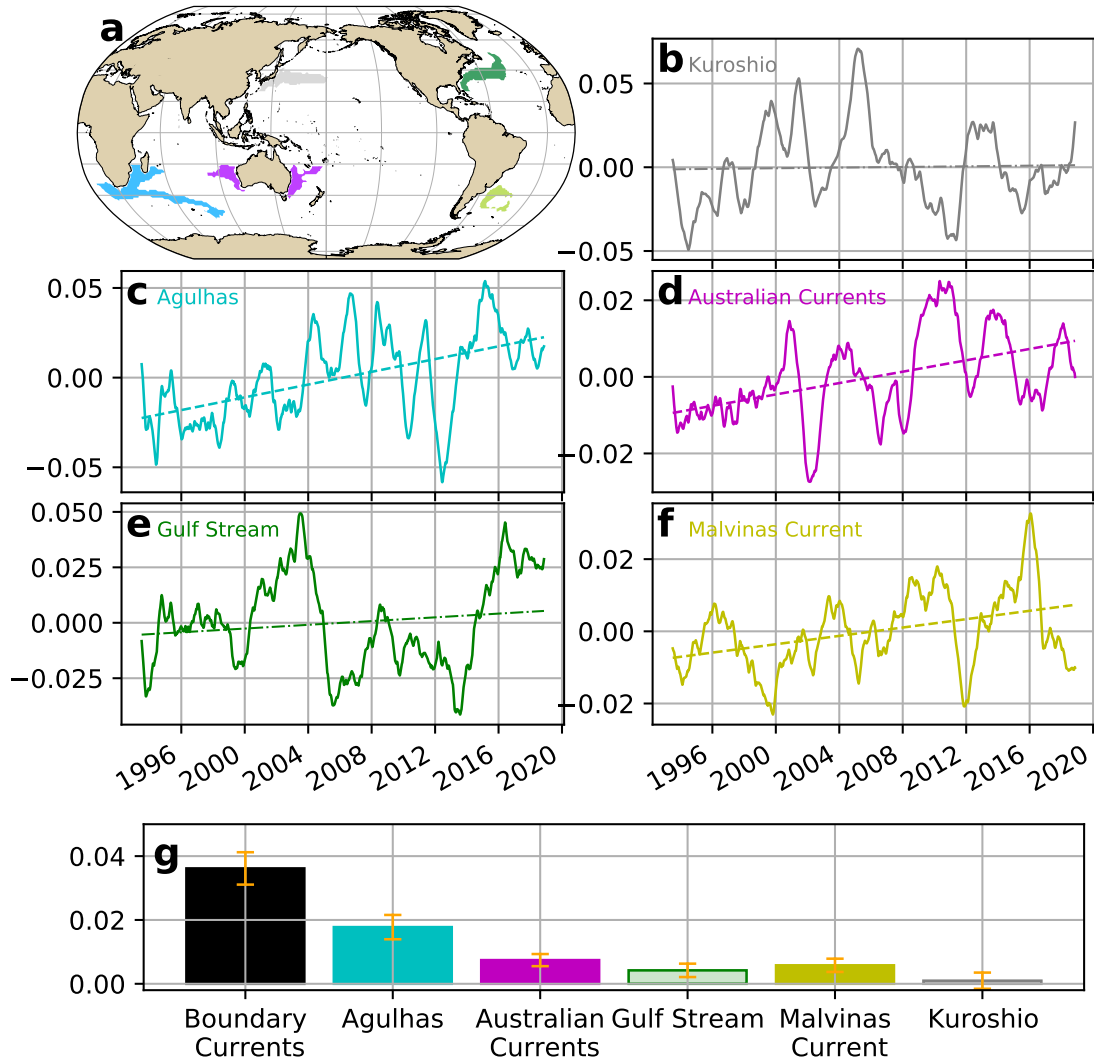 a
b Kuroshio
0.05
0.00
−0.05
c Agulhas
0.05
0.00
−0.05
d Australian Currents
0.02
0.00
−0.02
e Gulf Stream
0.050
0.025
0.000
−0.025
1996 2000 2004 2008 2012 2016 2020
f Malvinas Current
0.02
0.00
−0.02
1996 2000 2004 2008 2012 2016 2020
g
0.04
0.02
0.00
Boundary Currents
Agulhas
Australian Currents
Gulf Stream
Malvinas Current
Kuroshio